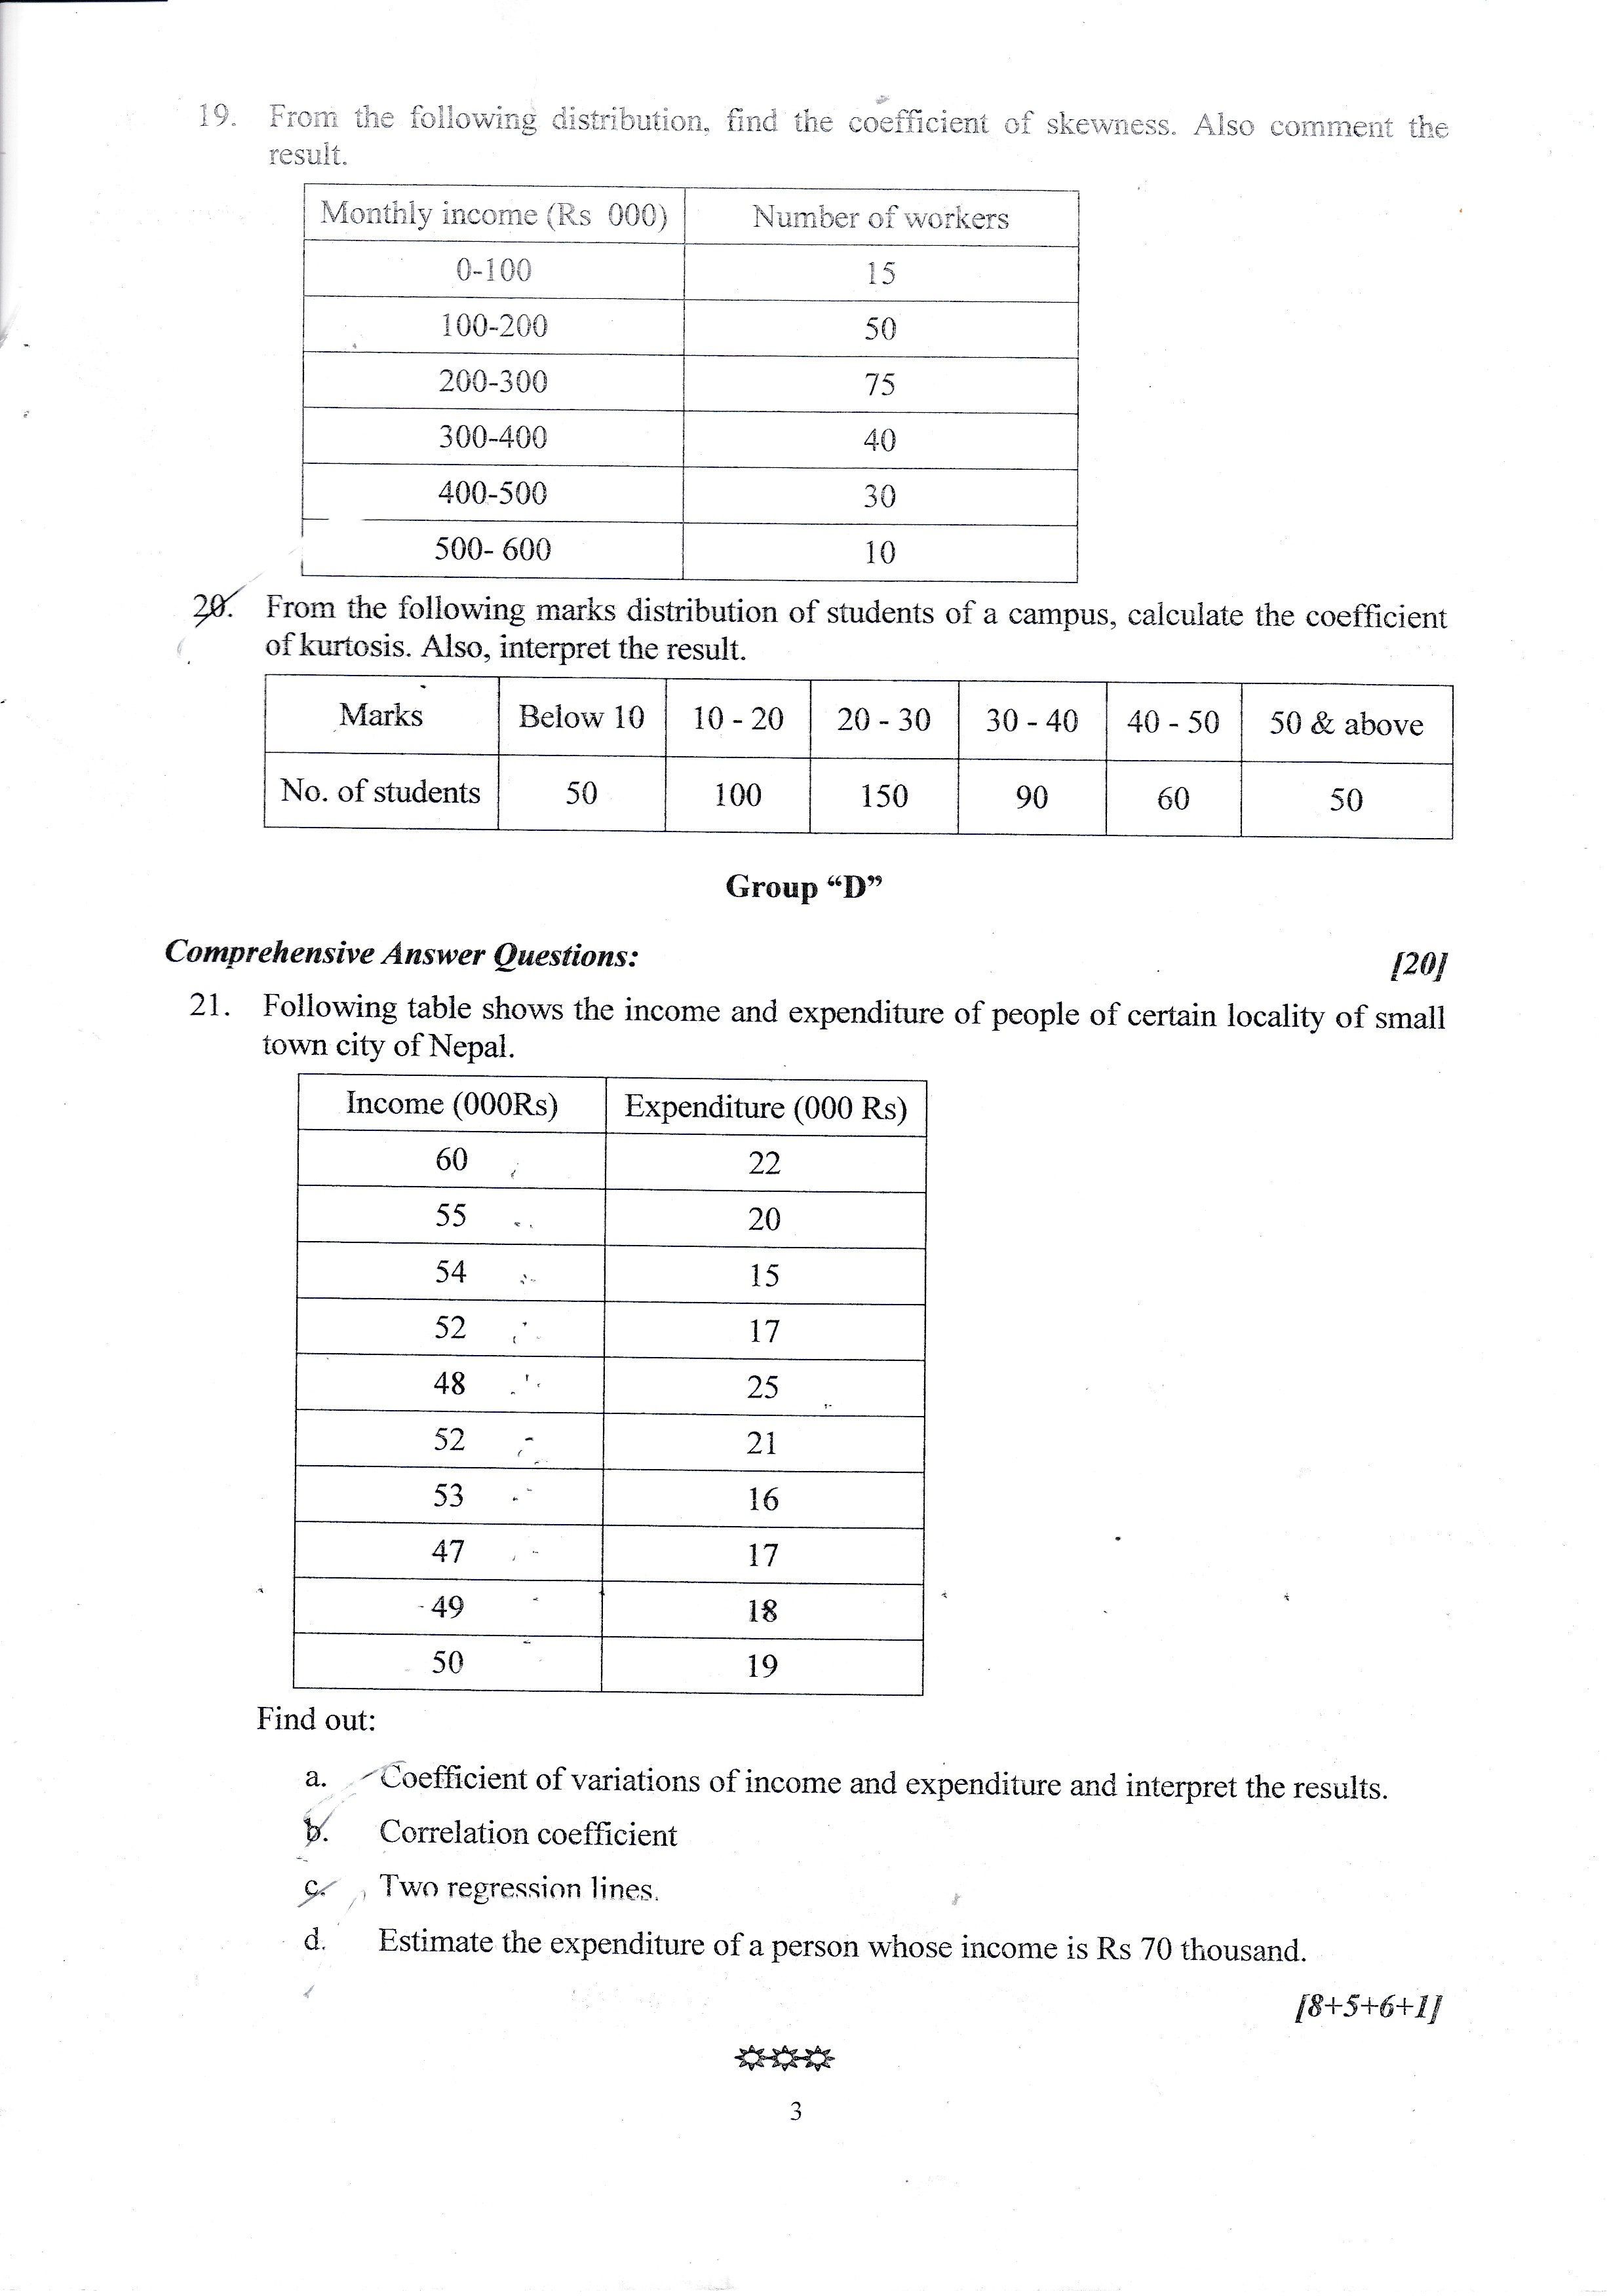 19. From the following distribution, find the coefficient of skewness. Also comment the
result.
Monthly income (Rs 000) Number of workers
0-100 15
100-200 50
200-300 75
300-400 40
400-500 30
500- 600 10
20. From the following marks distribution of students of a campus, calculate the coefficient
of kurtosis. Also, interpret the result.
Marks Below 10 10 - 20 20 - 30 30 - 40 40 - 50 50 & above
No. of students 50 100 150 90 60 50
Group “D”
Comprehensive Answer Questions: [20]
21. Following table shows the income and expenditure of people of certain locality of small
town city of Nepal.
Income (000Rs) Expenditure (000 Rs)
60 22
55 20
54 15
52 17
48 25
52 21
53 16
47 17
49 18
50 19
Find out:
a. Coefficient of variations of income and expenditure and interpret the results.
b. Correlation coefficient
c. Two regression lines.
d. Estimate the expenditure of a person whose income is Rs 70 thousand.
[8+5+6+1]
3